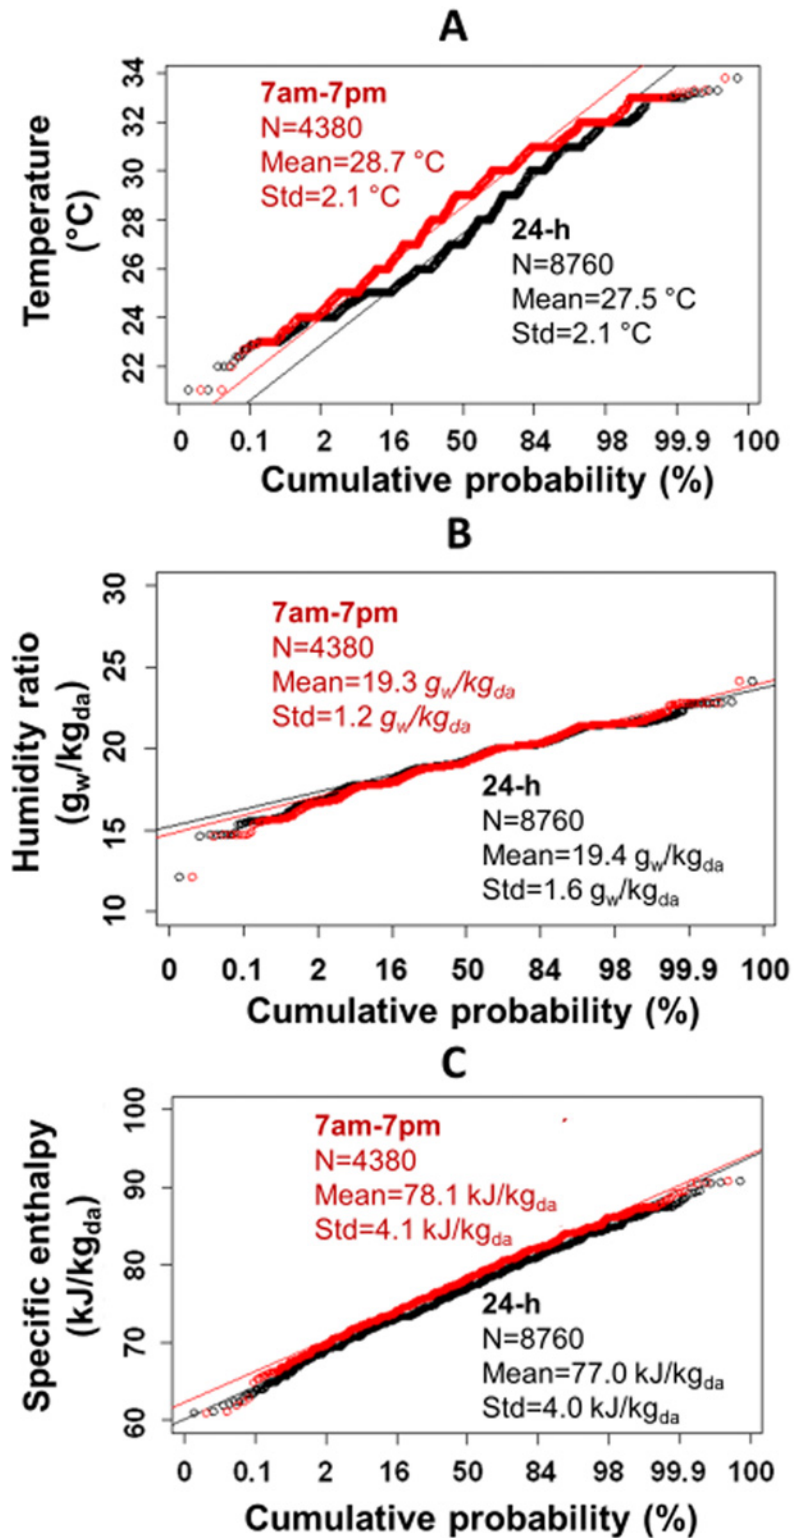 A
34
32
30
28
26
24
22
Temperature
(°C)
7am-7pm
N=4380
Mean=28.7 °C
Std=2.1 °C
24-h
N=8760
Mean=27.5 °C
Std=2.1 °C
0 0.1 2 16 50 84 98 99.9 100
Cumulative probability (%)
B
30
25
20
15
10
Humidity ratio
(gw/kgda)
7am-7pm
N=4380
Mean=19.3 gw/kgda
Std=1.2 gw/kgda
24-h
N=8760
Mean=19.4 gw/kgda
Std=1.6 gw/kgda
0 0.1 2 16 50 84 98 99.9 100
Cumulative probability (%)
C
100
90
80
70
60
Specific enthalpy
(kJ/kgda)
7am-7pm
N=4380
Mean=78.1 kJ/kgda
Std=4.1 kJ/kgda
24-h
N=8760
Mean=77.0 kJ/kgda
Std=4.0 kJ/kgda
0 0.1 2 16 50 84 98 99.9 100
Cumulative probability (%)